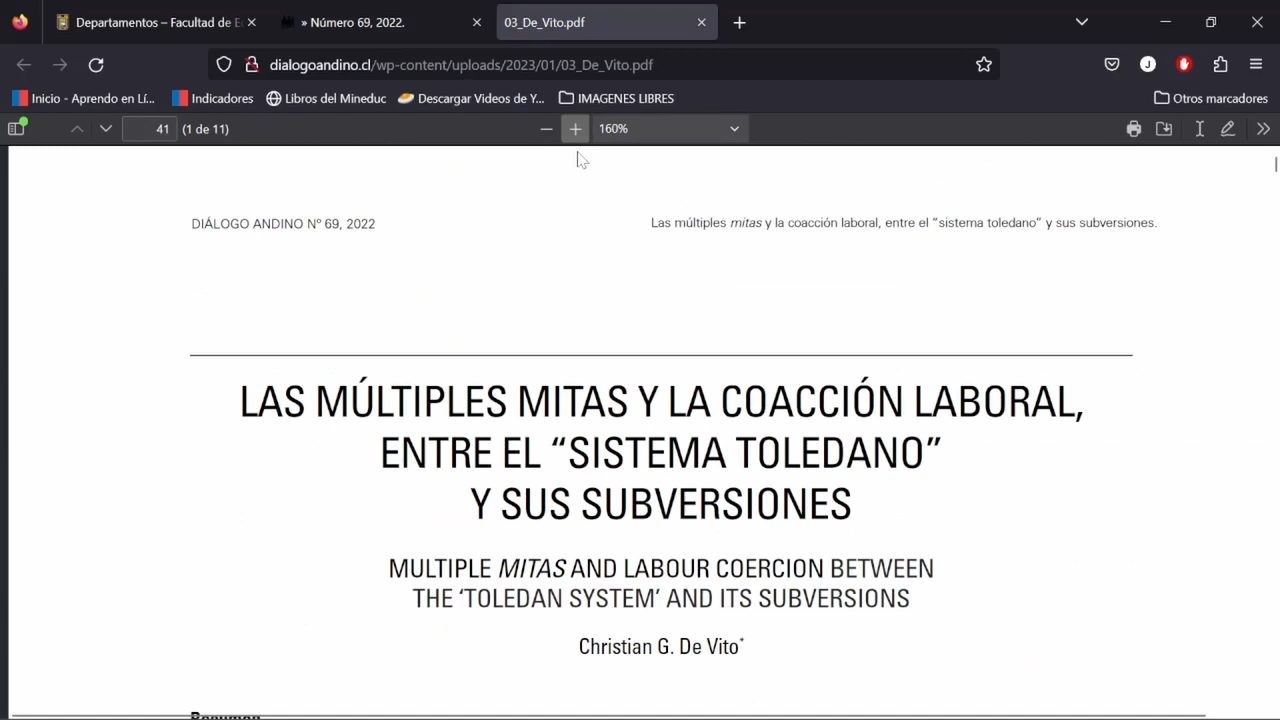 Departamentos – Facultad de E
» Número 69, 2022.
03_De_Vito.pdf
dialogoandino.cl/wp-content/uploads/2023/01/03_De_Vito.pdf
Inicio - Aprendo en Lí...
Indicadores
Libros del Mineduc
Descargar Videos de Y...
IMAGENES LIBRES
Otros marcadores
41 (1 de 11)
160%
DIÁLOGO ANDINO Nº 69, 2022
Las múltiples mitas y la coacción laboral, entre el “sistema toledano” y sus subversiones.
LAS MÚLTIPLES MITAS Y LA COACCIÓN LABORAL,
ENTRE EL “SISTEMA TOLEDANO”
Y SUS SUBVERSIONES
MULTIPLE MITAS AND LABOUR COERCION BETWEEN
THE ‘TOLEDAN SYSTEM’ AND ITS SUBVERSIONS
Christian G. De Vito*